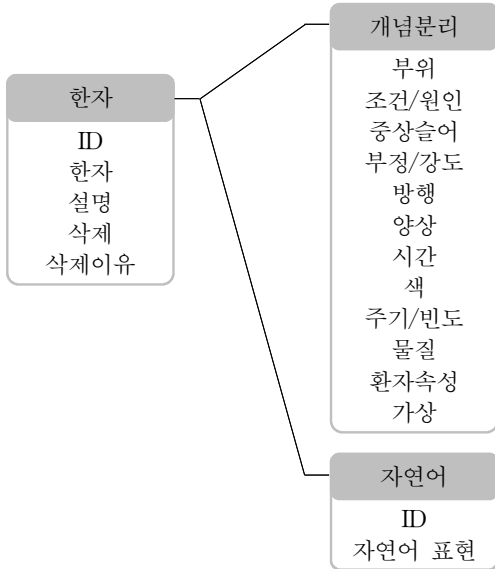 한자
ID
한자
설명
삭제
삭제이유
개념분리
부위
조건/원인
중상슬어
부정/강도
방행
양상
시간
색
주기/빈도
물질
환자속성
가상
자연어
ID
자연어 표현